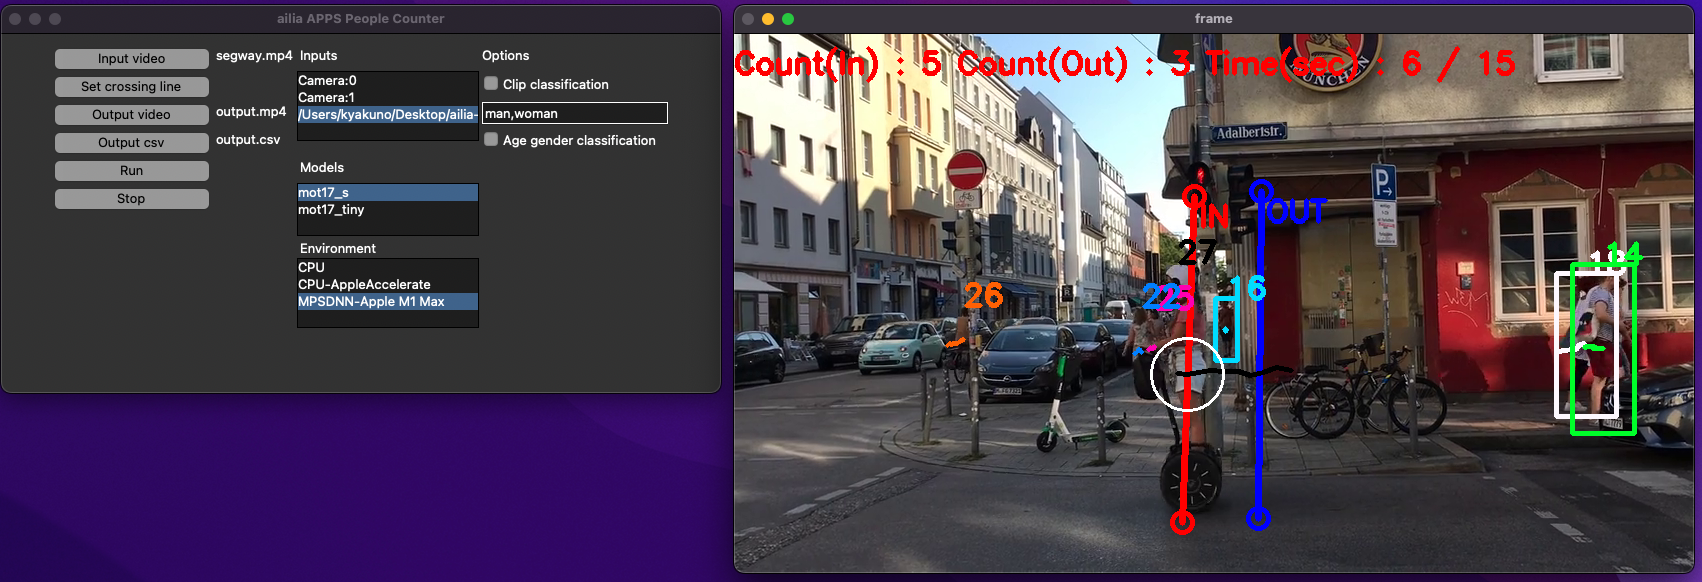 ailia APPS People Counter
Input video
segway.mp4
Set crossing line
Output video
output.mp4
Output csv
output.csv
Run
Stop
Inputs
Camera:0
Camera:1
/Users/kyakuno/Desktop/ailia-
Models
mot17_s
mot17_tiny
Environment
CPU
CPU-AppleAccelerate
MPSDNN-Apple M1 Max
Options
Clip classification
man,woman
Age gender classification
frame
Count(In) : 5 Count(Out) : 3 Time(sec) : 6 / 15
MÜNCHEN
Adalbertstr.
P
IN
OUT
27
26
22
25
16
14